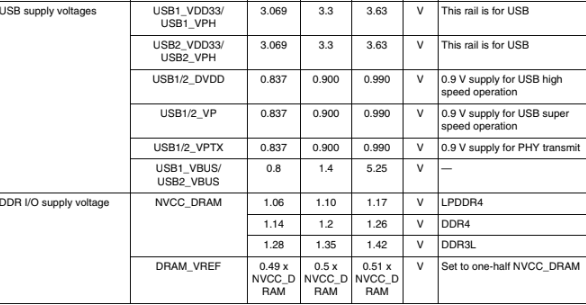 USB supply voltages USB1_VDD33/ 3.069 3.3 3.63 V This rail is for USB
USB1_VPH
USB2_VDD33/ 3.069 3.3 3.63 V This rail is for USB
USB2_VPH
USB1/2_DVDD 0.837 0.900 0.990 V 0.9 V supply for USB high
speed operation
USB1/2_VP 0.837 0.900 0.990 V 0.9 V supply for USB super
speed operation
USB1/2_VPTX 0.837 0.900 0.990 V 0.9 V supply for PHY transmit
USB1_VBUS/ 0.8 1.4 5.25 V —
USB2_VBUS
DDR I/O supply voltage NVCC_DRAM 1.06 1.10 1.17 V LPDDR4
1.14 1.2 1.26 V DDR4
1.28 1.35 1.42 V DDR3L
DRAM_VREF 0.49 x 0.5 x 0.51 x V Set to one-half NVCC_DRAM
NVCC_D NVCC_D NVCC_D
RAM RAM RAM